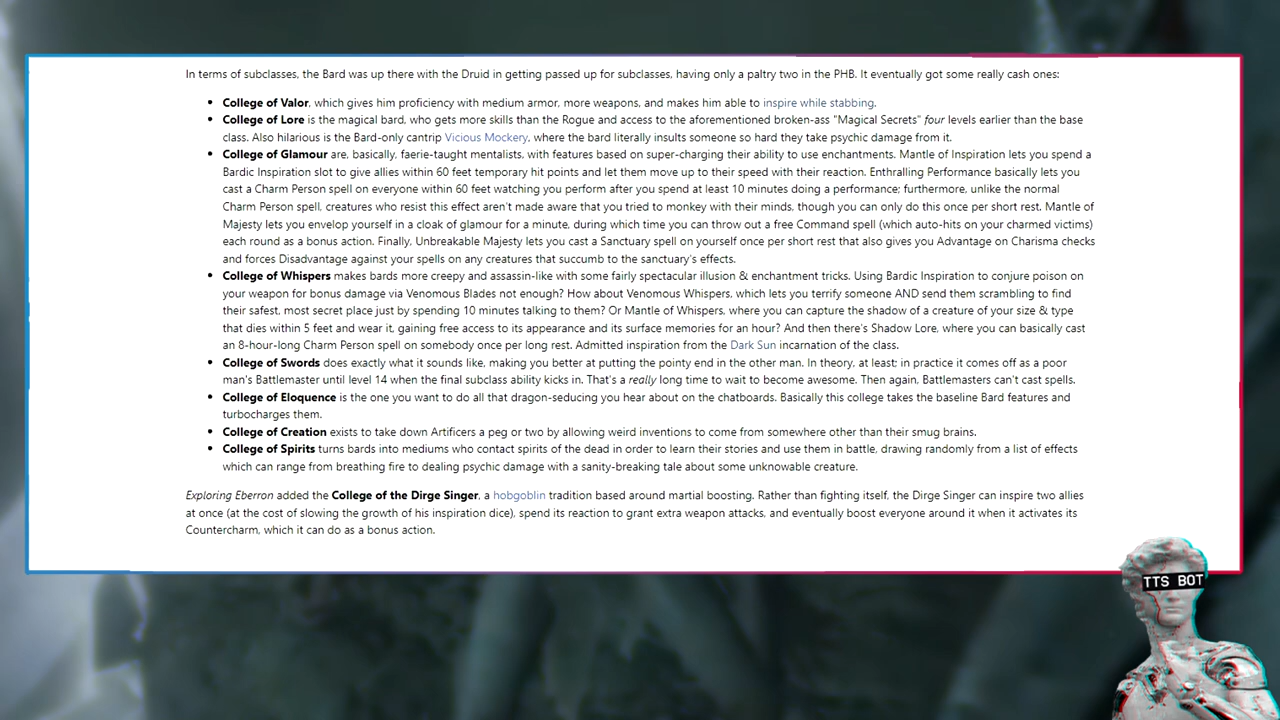 In terms of subclasses, the Bard was up there with the Druid in getting passed up for subclasses, having only a paltry two in the PHB. It eventually got some really cash ones:
• College of Valor, which gives him proficiency with medium armor, more weapons, and makes him able to inspire while stabbing.
• College of Lore is the magical bard, who gets more skills than the Rogue and access to the aforementioned broken-ass "Magical Secrets" four levels earlier than the base
class. Also hilarious is the Bard-only cantrip Vicious Mockery, where the bard literally insults someone so hard they take psychic damage from it.
• College of Glamour are, basically, faerie-taught mentalists, with features based on super-charging their ability to use enchantments. Mantle of Inspiration lets you spend a
Bardic Inspiration slot to give allies within 60 feet temporary hit points and let them move up to their speed with their reaction. Enthralling Performance basically lets you
cast a Charm Person spell on everyone within 60 feet watching you perform after you spend at least 10 minutes doing a performance; furthermore, unlike the normal
Charm Person spell, creatures who resist this effect aren't made aware that you tried to monkey with their minds, though you can only do this once per short rest. Mantle of
Majesty lets you envelop yourself in a cloak of glamour for a minute, during which time you can throw out a free Command spell (which auto-hits on your charmed victims)
each round as a bonus action. Finally, Unbreakable Majesty lets you cast a Sanctuary spell on yourself once per short rest that also gives you Advantage on Charisma checks
and forces Disadvantage against your spells on any creatures that succumb to the sanctuary's effects.
• College of Whispers makes bards more creepy and assassin-like with some fairly spectacular illusion & enchantment tricks. Using Bardic Inspiration to conjure poison on
your weapon for bonus damage via Venomous Blades not enough? How about Venomous Whispers, which lets you terrify someone AND send them scrambling to find
their safest, most secret place just by spending 10 minutes talking to them? Or Mantle of Whispers, where you can capture the shadow of a creature of your size & type
that dies within 5 feet and wear it, gaining free access to its appearance and its surface memories for an hour? And then there's Shadow Lore, where you can basically cast
an 8-hour-long Charm Person spell on somebody once per long rest. Admitted inspiration from the Dark Sun incarnation of the class.
• College of Swords does exactly what it sounds like, making you better at putting the pointy end in the other man. In theory, at least; in practice it comes off as a poor
man's Battlemaster until level 14 when the final subclass ability kicks in. That's a really long time to wait to become awesome. Then again, Battlemasters can't cast spells.
• College of Eloquence is the one you want to do all that dragon-seducing you hear about on the chatboards. Basically this college takes the baseline Bard features and
turbocharges them.
• College of Creation exists to take down Artificers a peg or two by allowing weird inventions to come from somewhere other than their smug brains.
• College of Spirits turns bards into mediums who contact spirits of the dead in order to learn their stories and use them in battle, drawing randomly from a list of effects
which can range from breathing fire to dealing psychic damage with a sanity-breaking tale about some unknowable creature.
Exploring Eberron added the College of the Dirge Singer, a hobgoblin tradition based around martial boosting. Rather than fighting itself, the Dirge Singer can inspire two allies
at once (at the cost of slowing the growth of his inspiration dice), spend its reaction to grant extra weapon attacks, and eventually boost everyone around it when it activates its
Countercharm, which it can do as a bonus action.
TTS BOT